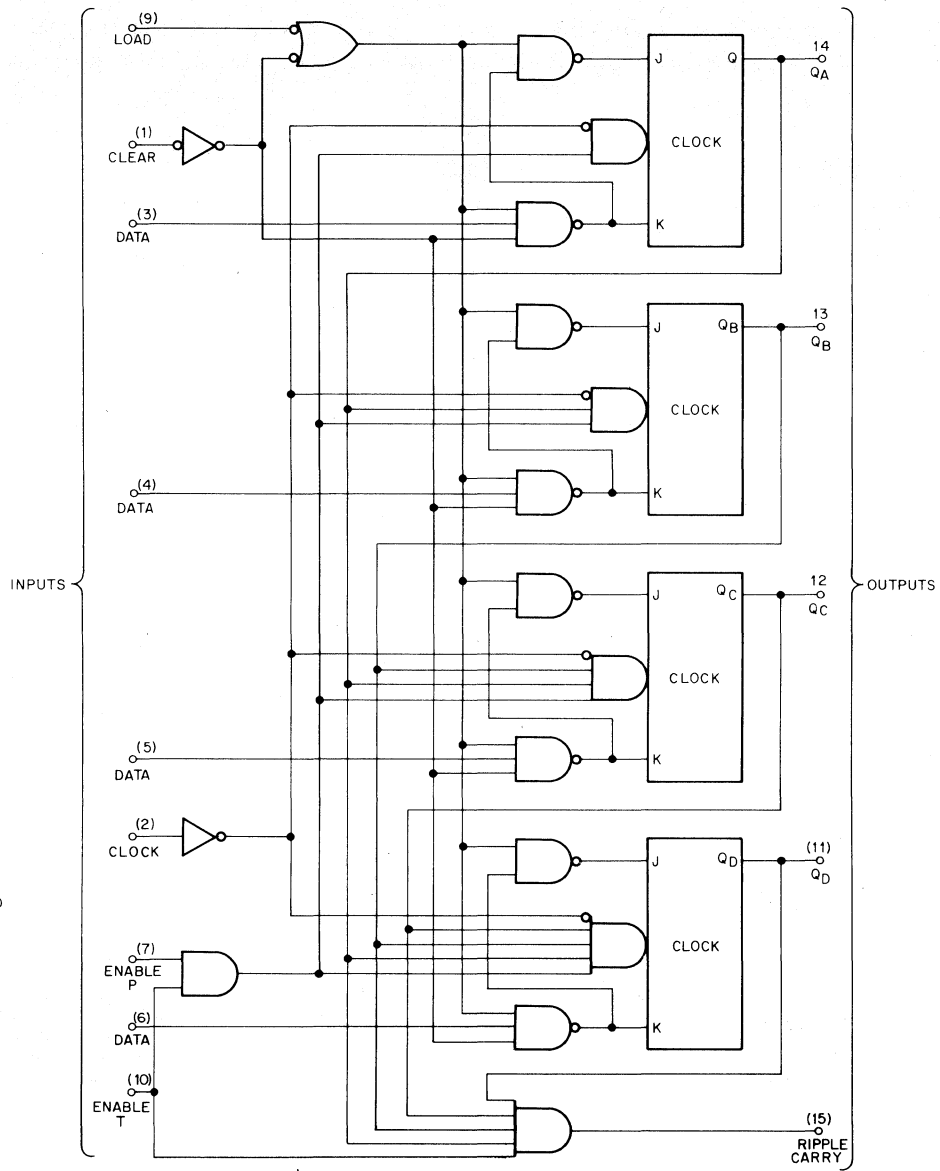 (9)
LOAD
(1)
CLEAR
(3)
DATA
J
Q
CLOCK
K
14
QA
(4)
DATA
J
QB
CLOCK
K
13
QB
INPUTS
OUTPUTS
(5)
DATA
J
QC
CLOCK
K
12
QC
(2)
CLOCK
(7)
ENABLE
P
(6)
DATA
(10)
ENABLE
T
J
QD
CLOCK
K
(11)
QD
(15)
RIPPLE
CARRY